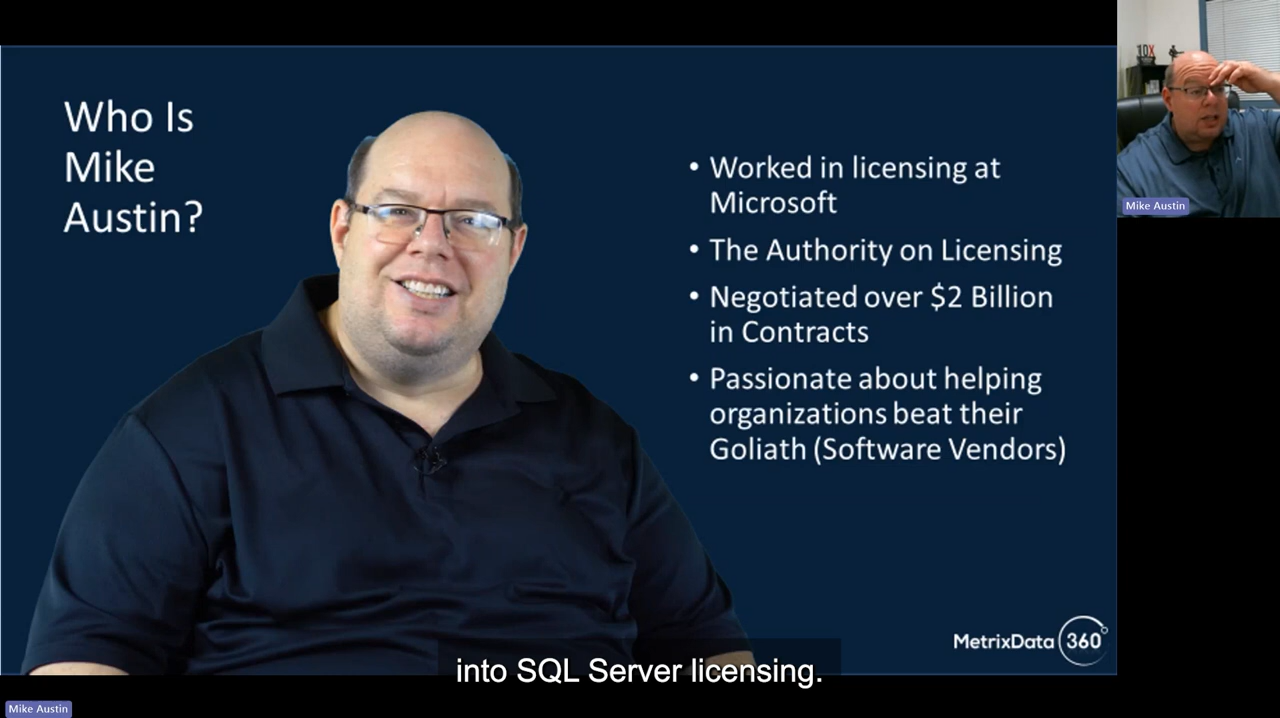 Who Is
Mike
Austin?
• Worked in licensing at
Microsoft
• The Authority on Licensing
• Negotiated over $2 Billion
in Contracts
• Passionate about helping
organizations beat their
Goliath (Software Vendors)
MetrixData 360°
into SQL Server licensing.
10X
Mike Austin
Mike Austin